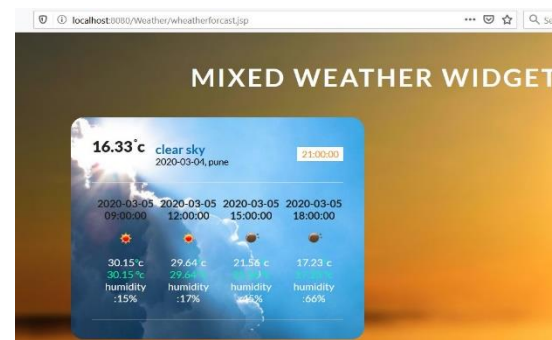 localhost:8080/Weather/wheatherforcast.jsp
MIXED WEATHER WIDGET
16.33°c clear sky
2020-03-04, pune
21:00:00
2020-03-05 2020-03-05 2020-03-05 2020-03-05
09:00:00 12:00:00 15:00:00 18:00:00
30.15°c 29.64°c 21.56°c 17.23°c
30.15°c 29.64°c
humidity humidity humidity humidity
:15% :17% :45% :66%